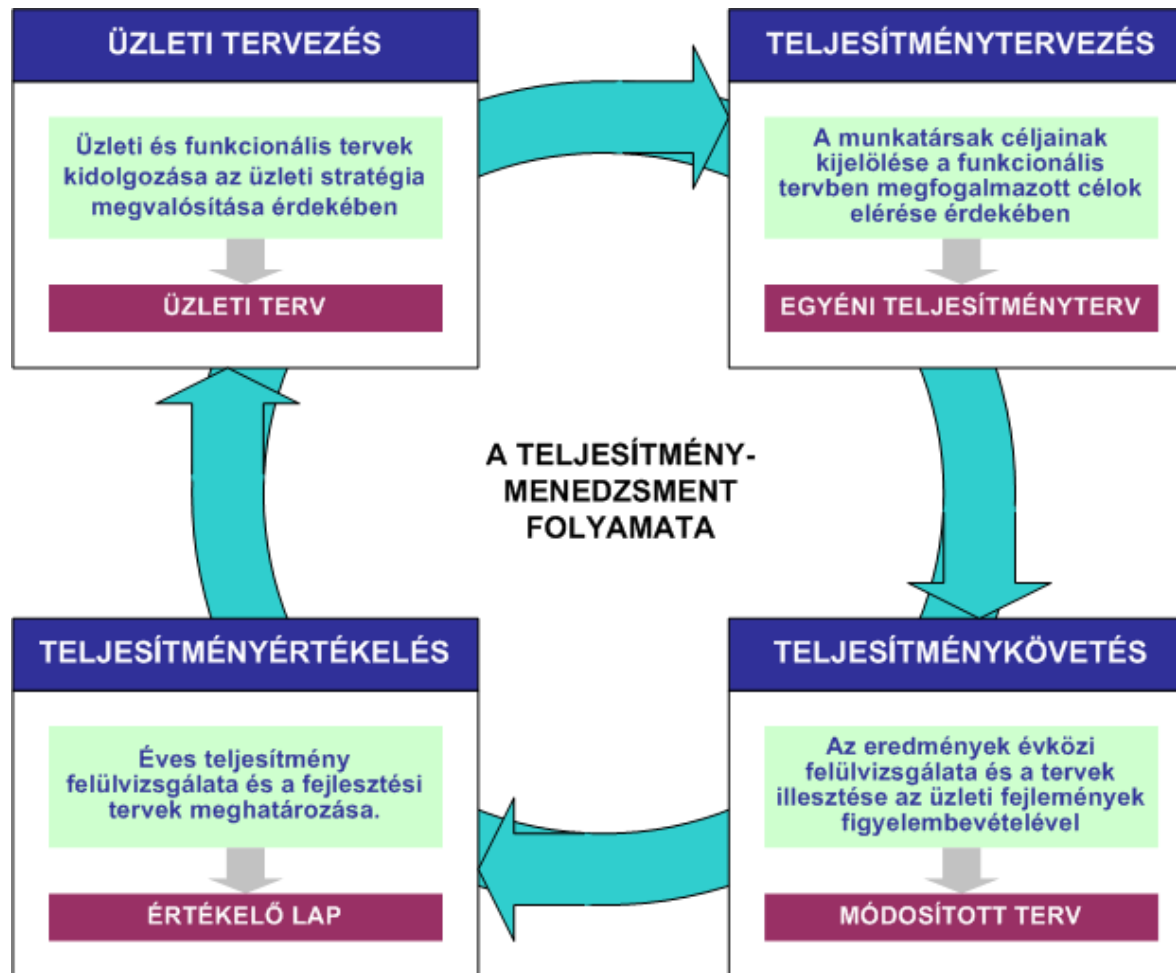 ÜZLETI TERVEZÉS
Üzleti és funkcionális tervek
kidolgozása az üzleti stratégia
megvalósítása érdekében
ÜZLETI TERV
TELJESÍTMÉNYTERVEZÉS
A munkatársak céljainak
kijelölése a funkcionális
tervben megfogalmazott célok
elérése érdekében
EGYÉNI TELJESÍTMÉNYTERV
A TELJESÍTMÉNY-
MENEDZSMENT
FOLYAMATA
TELJESÍTMÉNYÉRTÉKELÉS
Éves teljesítmény
felülvizsgálata és a fejlesztési
tervek meghatározása.
ÉRTÉKELŐ LAP
TELJESÍTMÉNYKÖVETÉS
Az eredmények évközi
felülvizsgálata és a tervek
illesztése az üzleti fejlemények
figyelembevételével
MÓDOSÍTOTT TERV